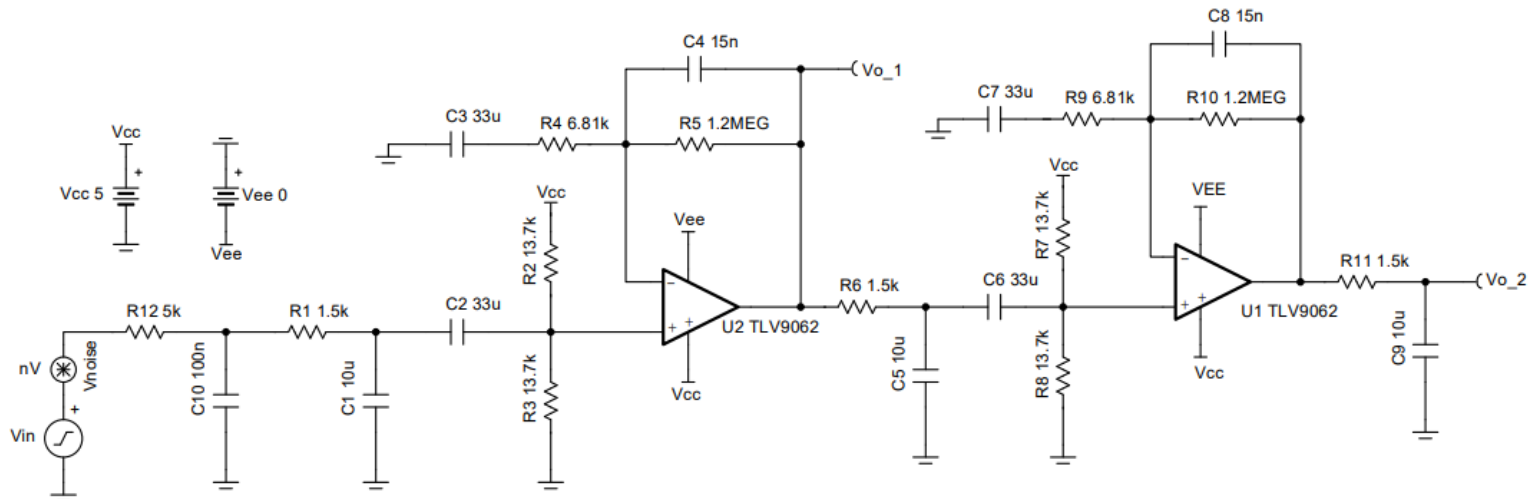 C8 15n
C4 15n
Vo_1
C7 33u
R9 6.81k
R10 1.2MEG
C3 33u
R4 6.81k
R5 1.2MEG
Vcc
Vcc 5
+
Vee 0
+
Vee
Vcc
R2 13.7k
Vee
Vcc
R7 13.7k
VEE
R12 5k
R1 1.5k
C2 33u
−
+
+
U2 TLV9062
Vcc
R3 13.7k
R6 1.5k
C6 33u
−
+
+
U1 TLV9062
Vcc
R11 1.5k
Vo_2
nV
Vnoise
C10 100n
C1 10u
C5 10u
R8 13.7k
C9 10u
Vin
+